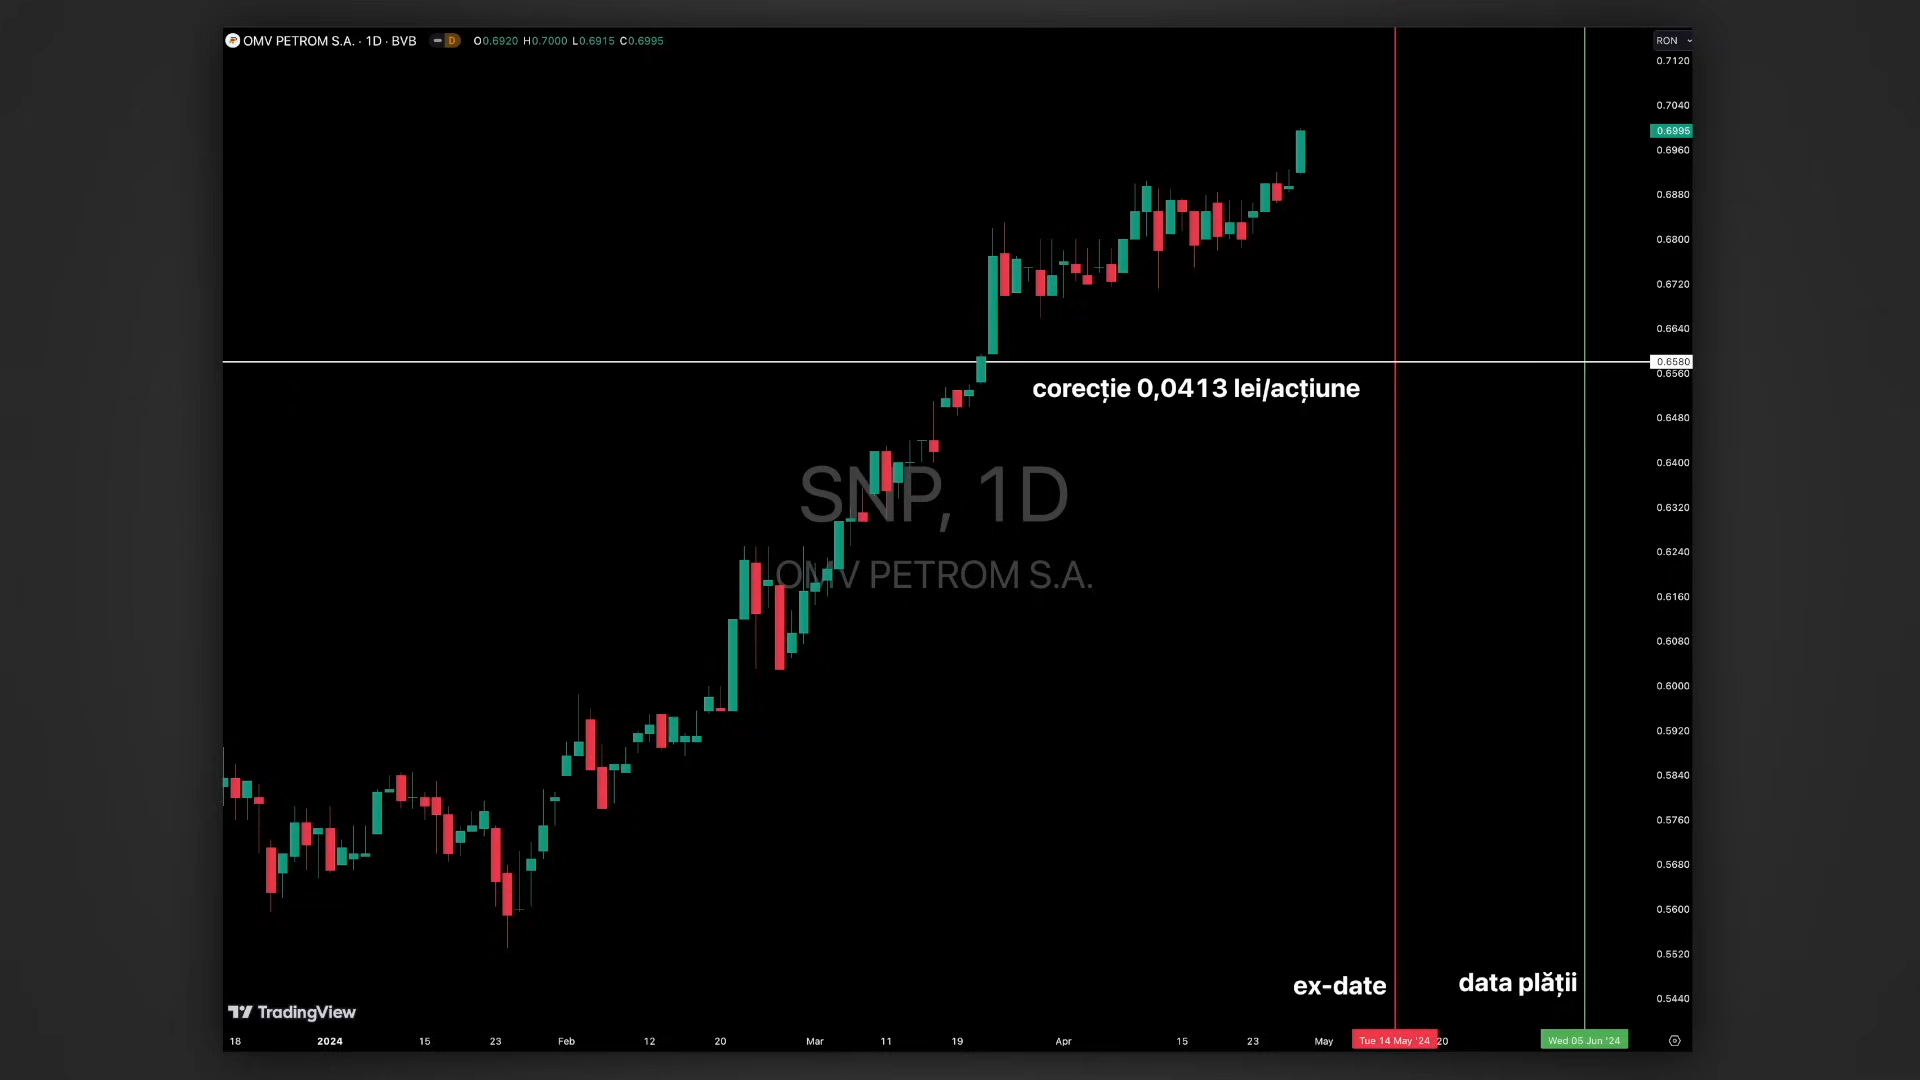 OMV PETROM S.A. · 1D · BVB D O0.6920 H0.7000 L0.6915 C0.6995
RON
0.7120
0.7040
0.6995
0.6960
0.6880
0.6800
0.6720
0.6640
0.6580
0.6560
corecție 0,0413 lei/acțiune
0.6480
0.6400
SNP, 1D
0.6320
0.6240
OMV PETROM S.A.
0.6160
0.6080
0.6000
0.5920
0.5840
0.5760
0.5680
0.5600
0.5520
ex-date
data plății
0.5440
TradingView
18 2024 15 23 Feb 12 20 Mar 11 19 Apr 15 23 May Tue 14 May '24 20 Wed 05 Jun '24